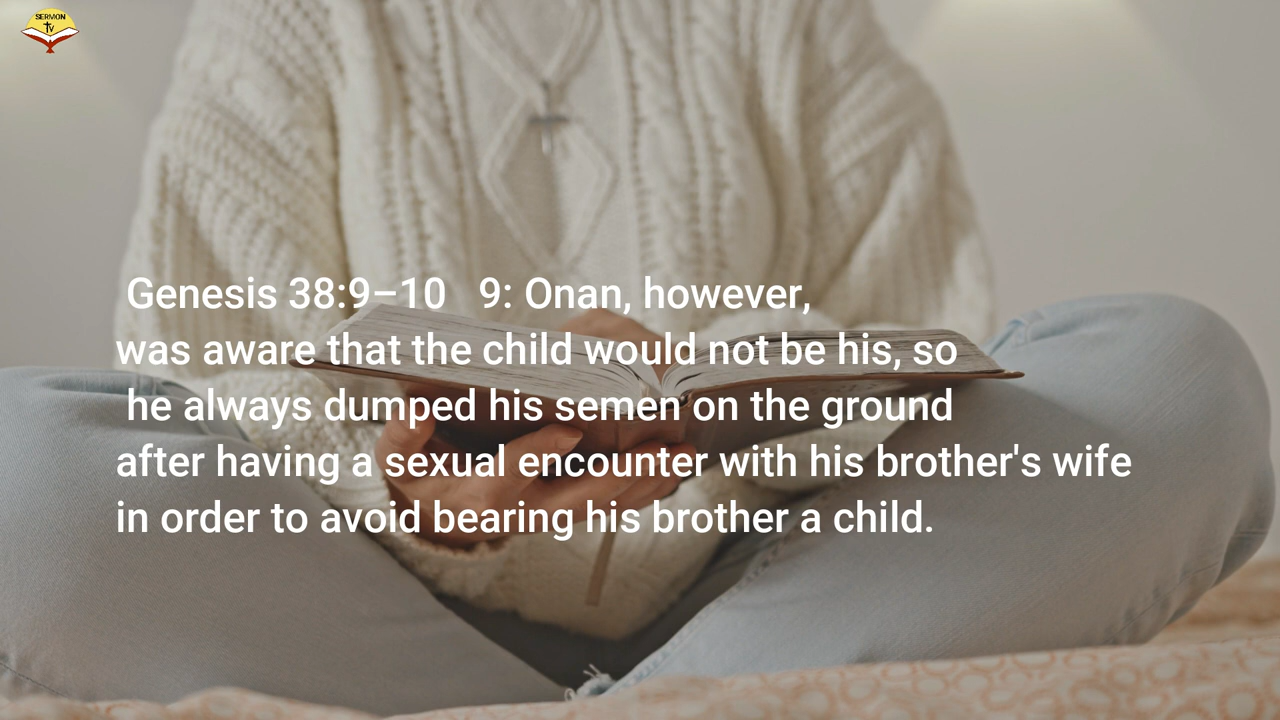 SERMON
TV
Genesis 38:9–10 9: Onan, however,
was aware that the child would not be his, so
he always dumped his semen on the ground
after having a sexual encounter with his brother's wife
in order to avoid bearing his brother a child.